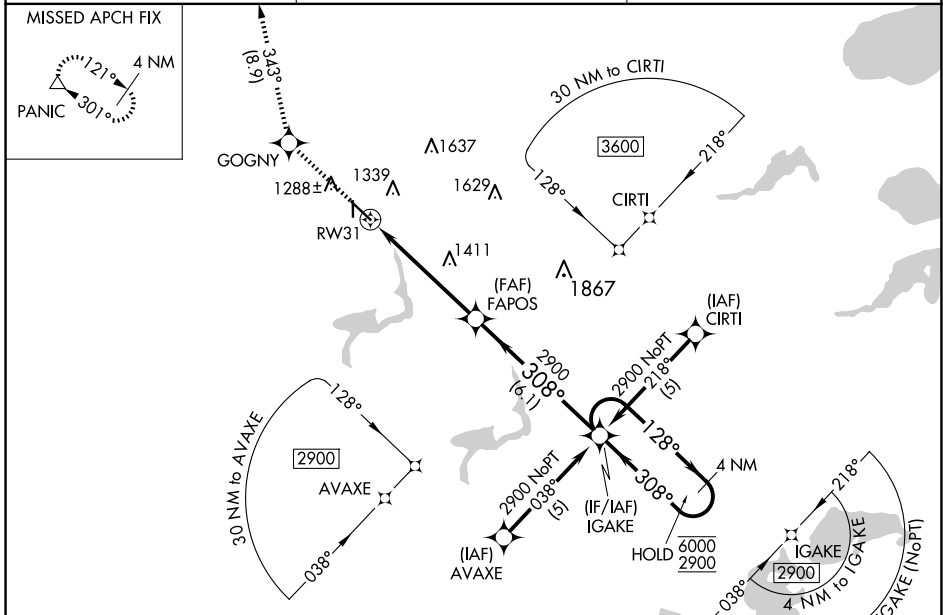 MISSED APCH FIX
4 NM
121°
301°
PANIC
343°
(8.9)
GOGNY
1288±
1339
1637
1629
RW31
1411
1867
(FAF)
FAPOS
30 NM to CIRTI
3600
218°
128°
CIRTI
(IAF)
CIRTI
2900 NoPT
218°
(5)
2900
308°
(6.1)
128°
4 NM
308°
(IF/IAF)
IGAKE
HOLD
6000
2900
2900 NoPT
038°
(5)
(IAF)
AVAXE
30 NM to AVAXE
128°
2900
AVAXE
038°
218°
IGAKE
2900
038°
4 NM to IGAKE
IGAKE (NoPT)